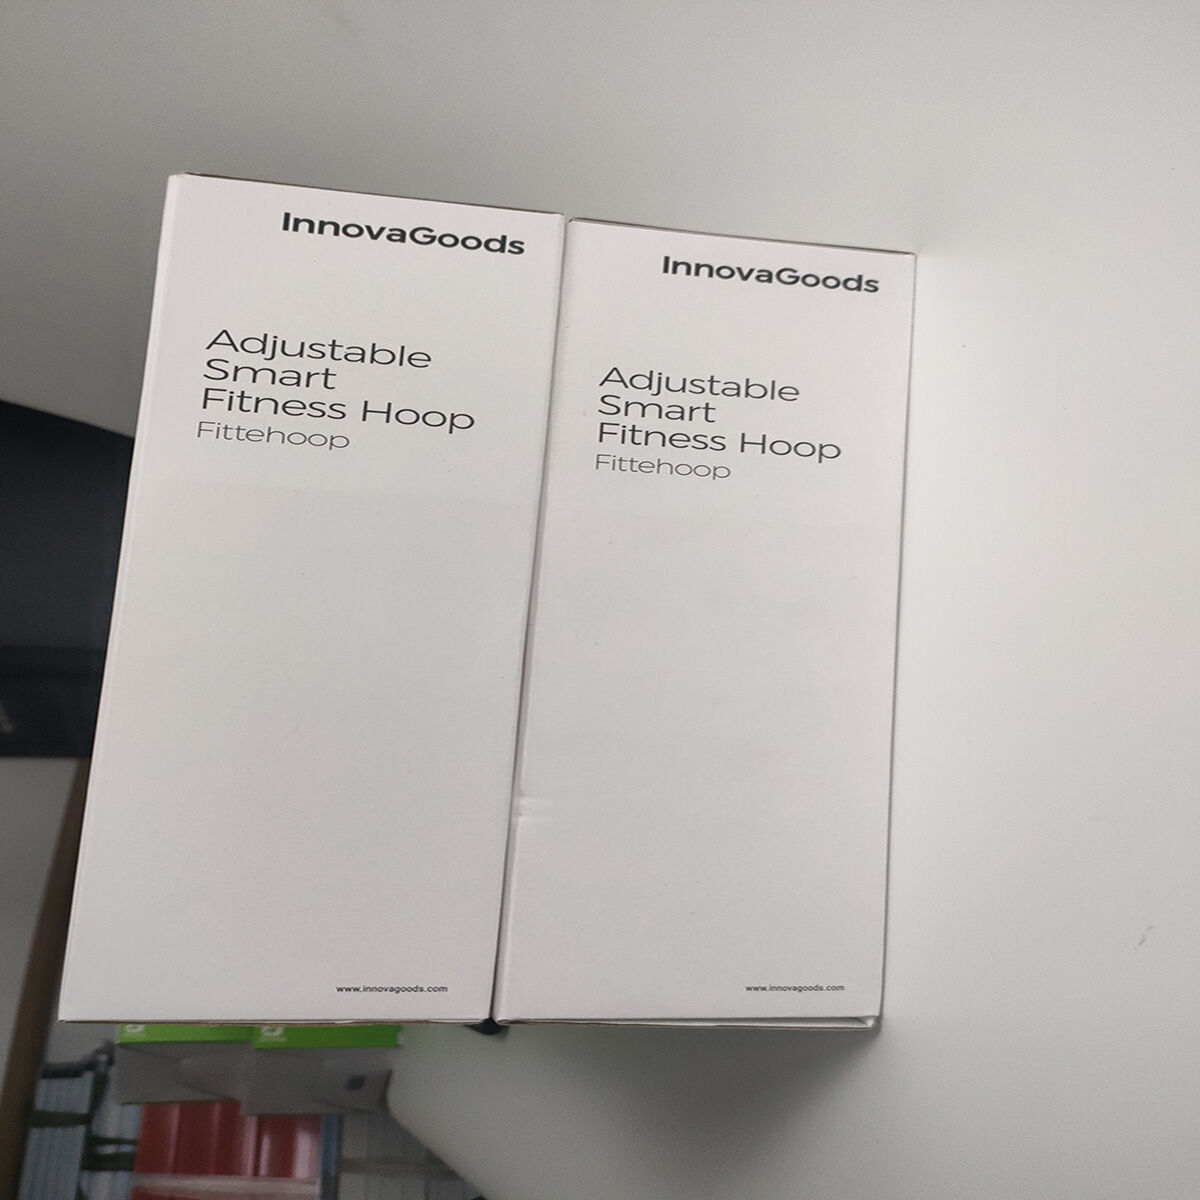 InnovaGoods
Adjustable
Smart
Fitness Hoop
Fittehoop
www.innovagoods.com
InnovaGoods
Adjustable
Smart
Fitness Hoop
Fittehoop
www.innovagoods.com